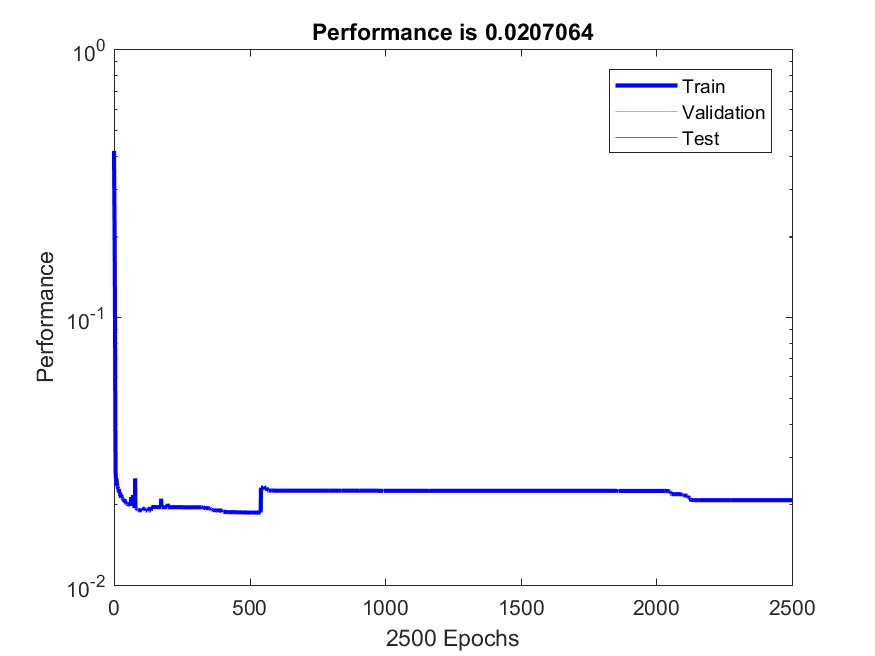 Performance is 0.0207064
10^0
10^-1
10^-2
Performance
Train
Validation
Test
0 500 1000 1500 2000 2500
2500 Epochs